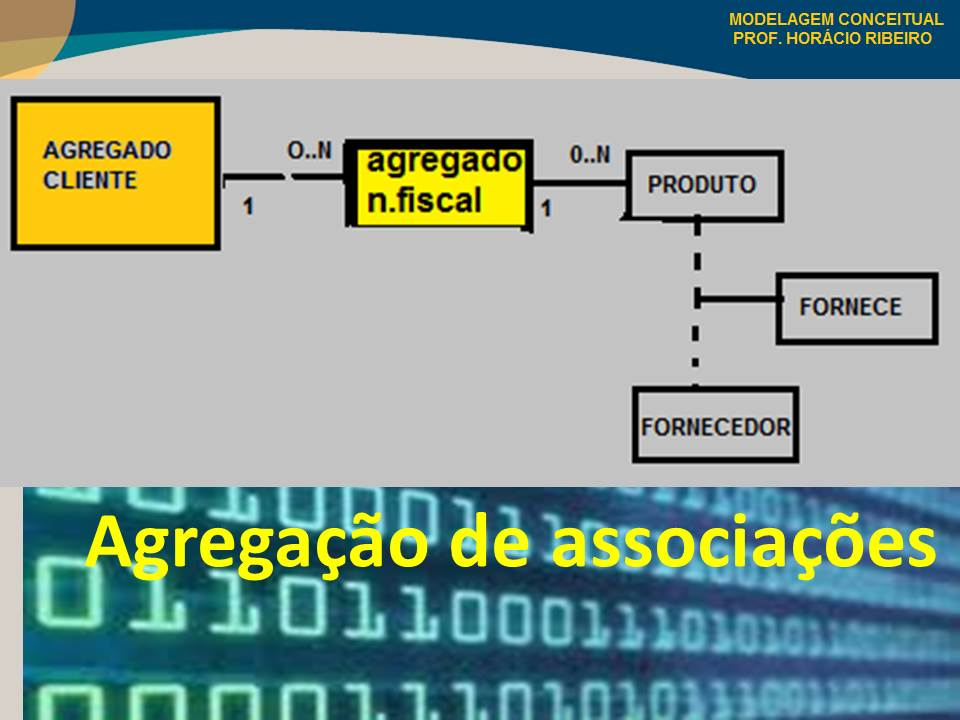 MODELAGEM CONCEITUAL
PROF. HORÁCIO RIBEIRO
AGREGADO
CLIENTE
O..N
1
agregado
n.fiscal
0..N
1
PRODUTO
FORNECE
FORNECEDOR
Agregação de associações